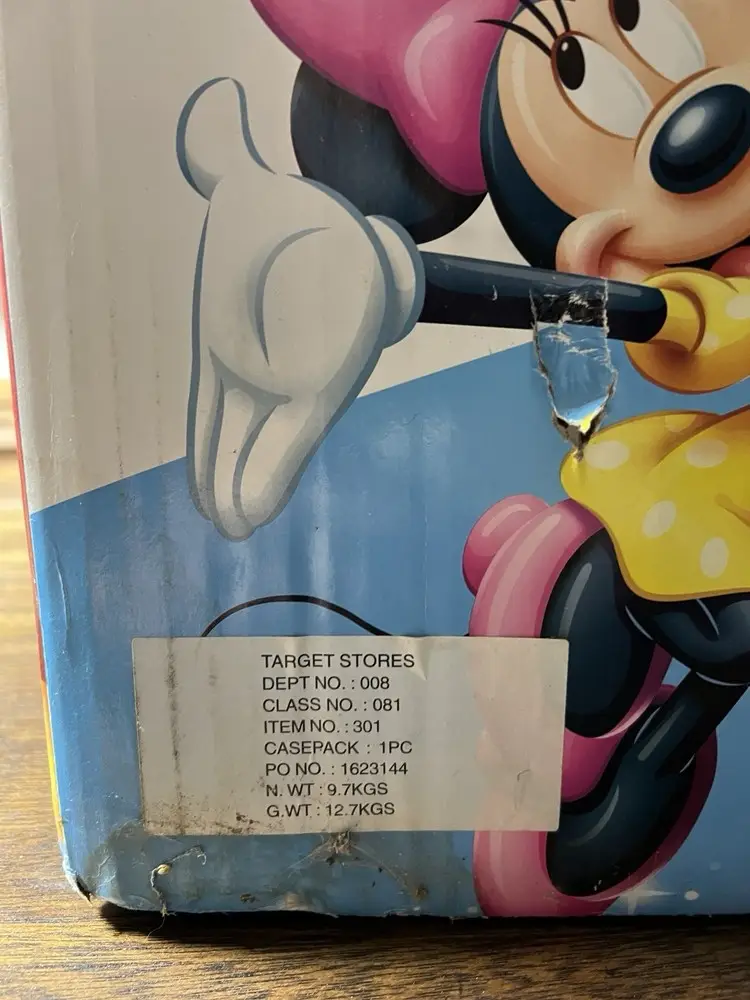 TARGET STORES
DEPT NO. : 008
CLASS NO. : 081
ITEM NO. : 301
CASEPACK : 1PC
PO NO. : 1623144
N. WT : 9.7KGS
G.WT : 12.7KGS